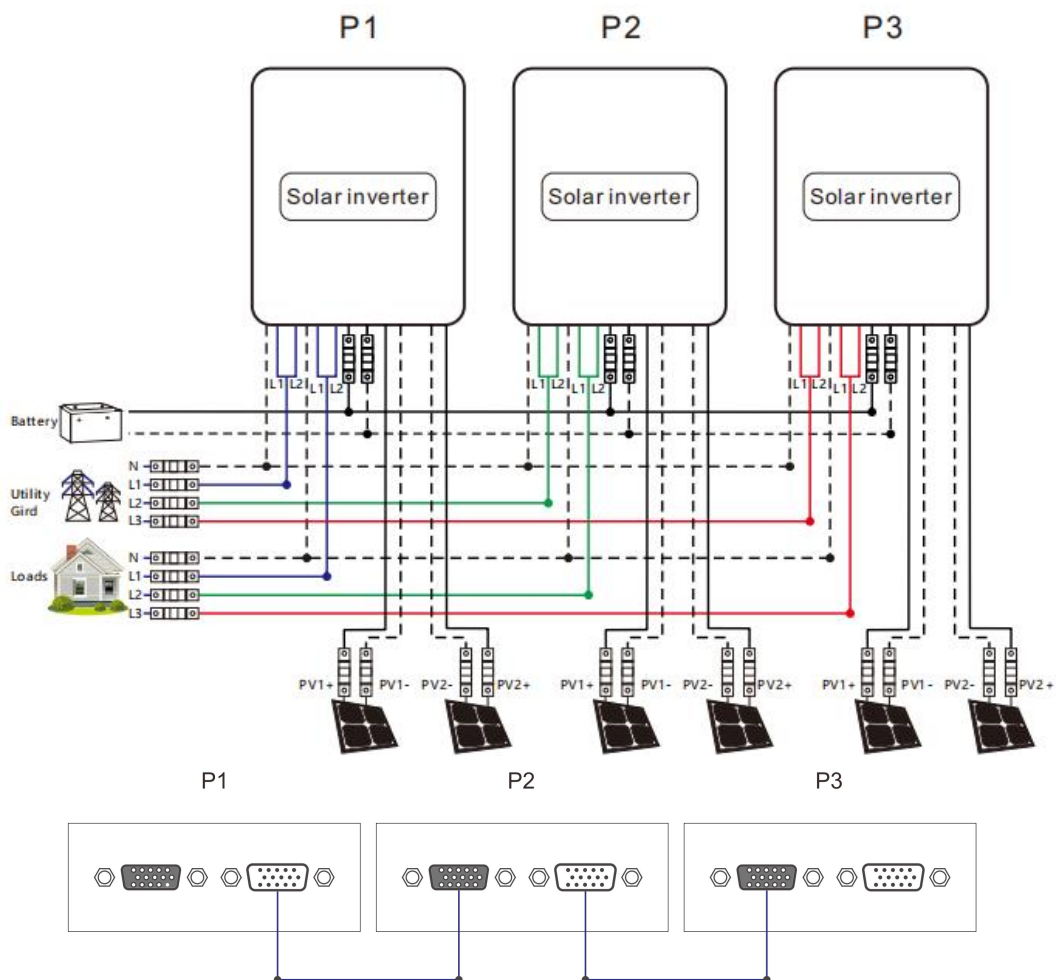 P1 P2 P3
Solar inverter Solar inverter Solar inverter
L1 L2 L1 L2 L1 L2 L1 L2 L1 L2 L1 L2
Battery
N
L1
Utility
L2
Gird
L3
N
L1
Loads
L2
L3
PV1+ PV1- PV2- PV2+ PV1+ PV1- PV2- PV2+ PV1+ PV1- PV2- PV2+
P1 P2 P3